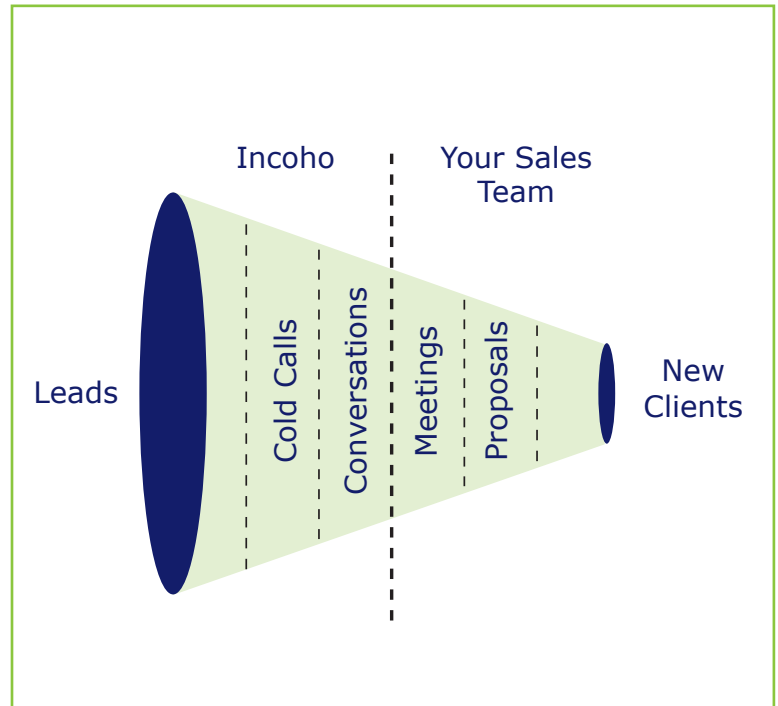 Incoho
Your Sales
Team
Leads
Cold Calls
Conversations
Meetings
Proposals
New
Clients